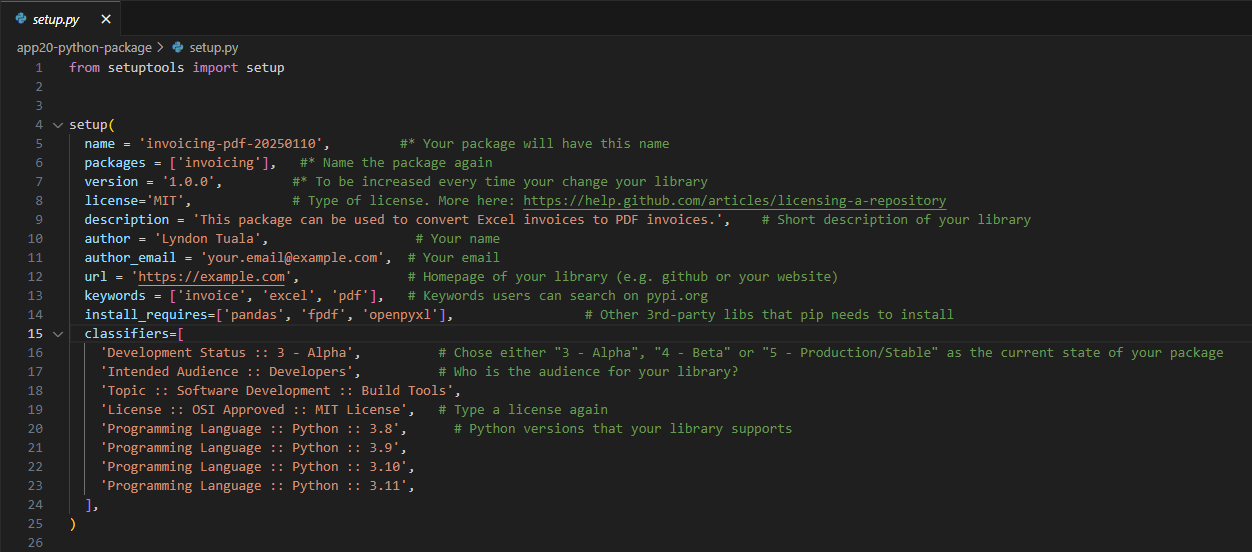 setup.py
app20-python-package > setup.py
1 from setuptools import setup
2
3
4 setup(
5 name = 'invoicing-pdf-20250110', #* Your package will have this name
6 packages = ['invoicing'], #* Name the package again
7 version = '1.0.0', #* To be increased every time your change your library
8 license='MIT', # Type of license. More here: https://help.github.com/articles/licensing-a-repository
9 description = 'This package can be used to convert Excel invoices to PDF invoices.', # Short description of your library
10 author = 'Lyndon Tuala', # Your name
11 author_email = 'your.email@example.com', # Your email
12 url = 'https://example.com', # Homepage of your library (e.g. github or your website)
13 keywords = ['invoice', 'excel', 'pdf'], # Keywords users can search on pypi.org
14 install_requires=['pandas', 'fpdf', 'openpyxl'], # Other 3rd-party libs that pip needs to install
15 classifiers=[
16 'Development Status :: 3 - Alpha', # Chose either "3 - Alpha", "4 - Beta" or "5 - Production/Stable" as the current state of your package
17 'Intended Audience :: Developers', # Who is the audience for your library?
18 'Topic :: Software Development :: Build Tools',
19 'License :: OSI Approved :: MIT License', # Type a license again
20 'Programming Language :: Python :: 3.8', # Python versions that your library supports
21 'Programming Language :: Python :: 3.9',
22 'Programming Language :: Python :: 3.10',
23 'Programming Language :: Python :: 3.11',
24 ],
25 )
26